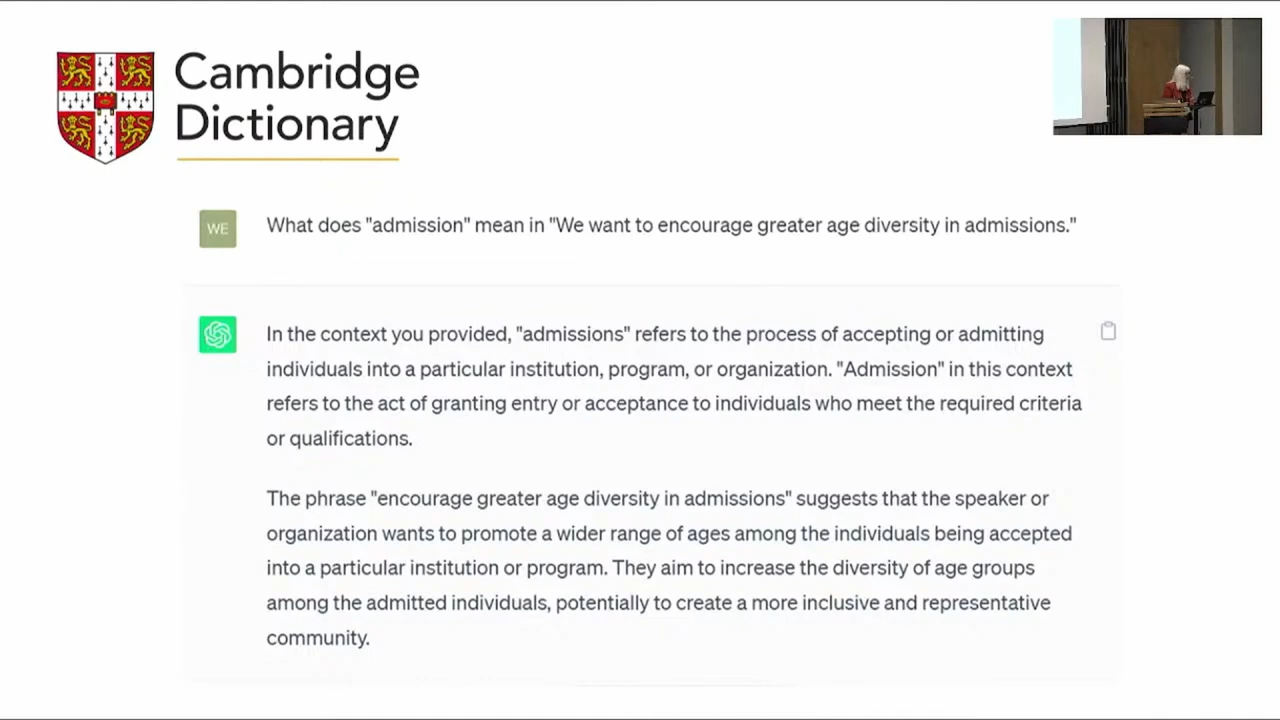 Cambridge
Dictionary
WE
What does "admission" mean in "We want to encourage greater age diversity in admissions."
In the context you provided, "admissions" refers to the process of accepting or admitting
individuals into a particular institution, program, or organization. "Admission" in this context
refers to the act of granting entry or acceptance to individuals who meet the required criteria
or qualifications.
The phrase "encourage greater age diversity in admissions" suggests that the speaker or
organization wants to promote a wider range of ages among the individuals being accepted
into a particular institution or program. They aim to increase the diversity of age groups
among the admitted individuals, potentially to create a more inclusive and representative
community.